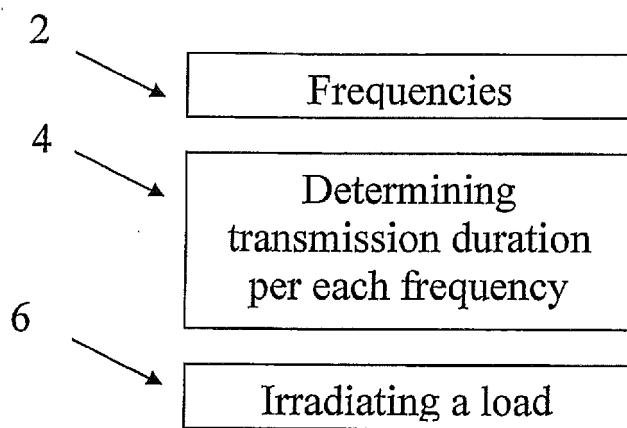 2
Frequencies
4
Determining
transmission duration
per each frequency
6
Irradiating a load